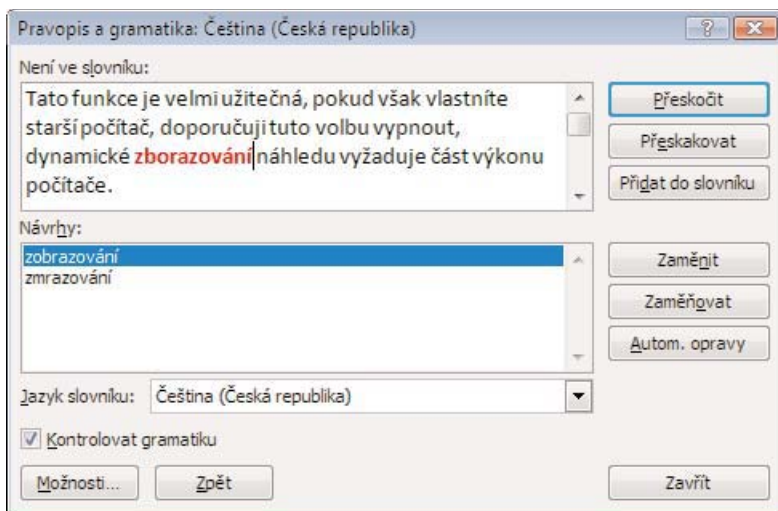 Pravopis a gramatika: Čeština (Česká republika)
Není ve slovníku:
Tato funkce je velmi užitečná, pokud však vlastníte
starší počítač, doporučuji tuto volbu vypnout,
dynamické zborazování náhledu vyžaduje část výkonu
počítače.
Přeskočit
Přeskakovat
Přidat do slovníku
Návrhy:
zobrazování
zmrazování
Zaměnit
Zaměňovat
Autom. opravy
Jazyk slovníku: Čeština (Česká republika)
Kontrolovat gramatiku
Možnosti... Zpět Zavřít